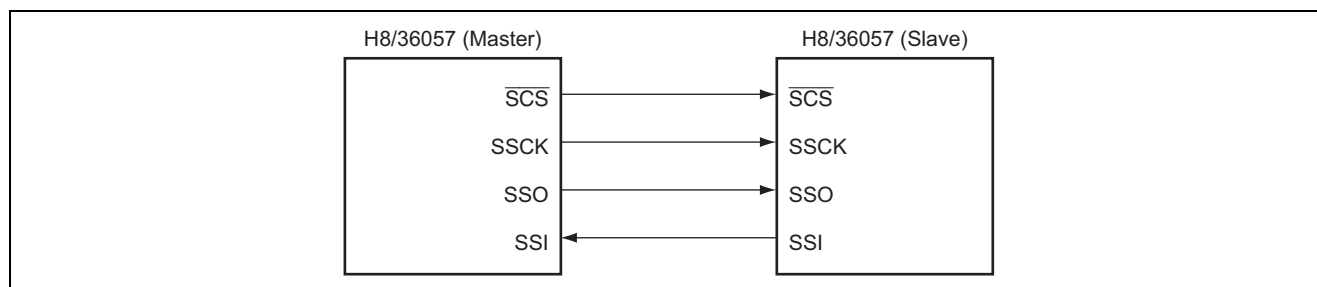 H8/36057 (Master) H8/36057 (Slave)
SCS SCS
SSCK SSCK
SSO SSO
SSI SSI